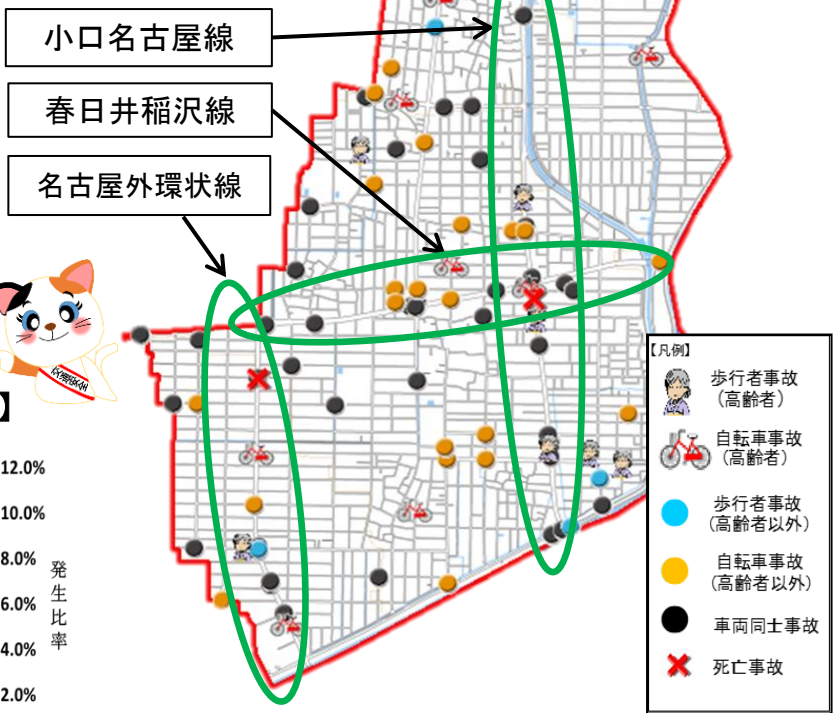 小口名古屋線
春日井稲沢線
名古屋外環状線
交通安全
】
12.0%
10.0%
8.0%
6.0%
4.0%
2.0%
発生比率
【凡例】
歩行者事故
(高齢者)
自転車事故
(高齢者)
歩行者事故
(高齢者以外)
自転車事故
(高齢者以外)
車両同士事故
死亡事故